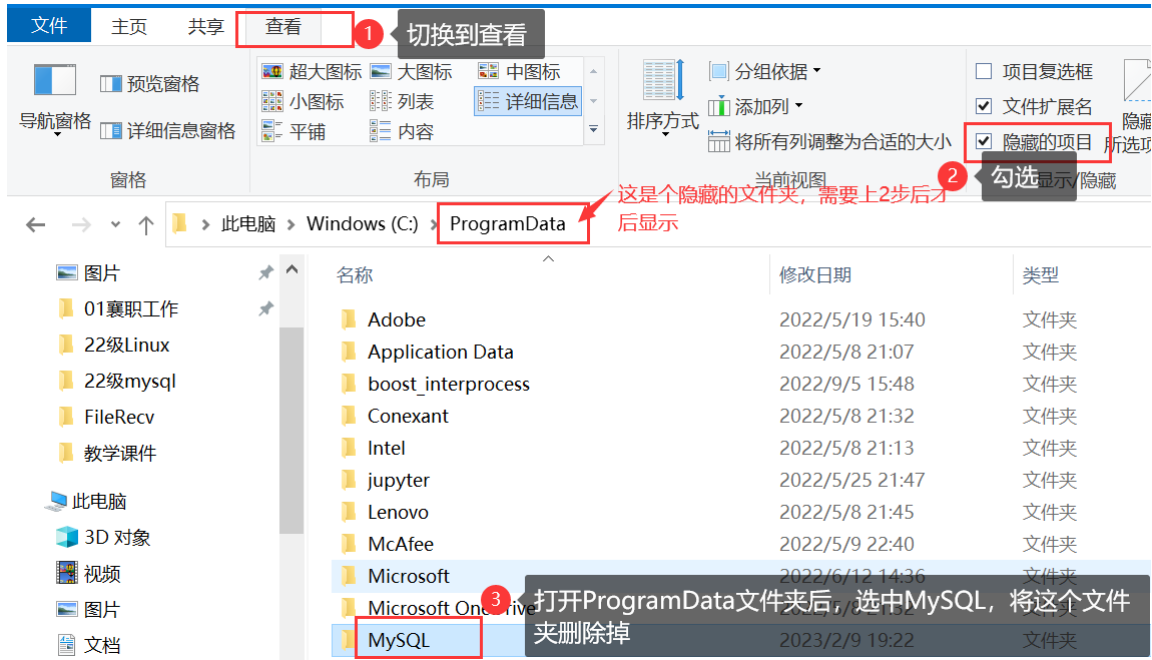 文件 主页 共享 查看 1 切换到查看
导航窗格 预览窗格 详细信息窗格
窗格
超大图标 大图标 中图标
小图标 列表 详细信息
平铺 内容
布局
排序方式 分组依据
添加列
将所有列调整为合适的大小
当前视图
项目复选框
文件扩展名
隐藏的项目
隐藏
所选项
2 勾选
显示/隐藏
这是个隐藏的文件夹，需要上2步后才
后显示
此电脑 Windows (C:) ProgramData
图片
01襄职工作
22级Linux
22级mysql
FileRecv
教学课件
此电脑
3D 对象
视频
图片
文档
名称 修改日期 类型
Adobe 2022/5/19 15:40 文件夹
Application Data 2022/5/8 21:07 文件夹
boost_interprocess 2022/9/5 15:48 文件夹
Conexant 2022/5/8 21:32 文件夹
Intel 2022/5/8 21:13 文件夹
jupyter 2022/5/25 21:47 文件夹
Lenovo 2022/5/8 21:45 文件夹
McAfee 2022/5/9 22:40 文件夹
Microsoft 2022/6/12 14:36 文件夹
Microsoft OneDrive
MySQL 2023/2/9 19:22 文件夹
3 打开ProgramData文件夹后，选中MySQL，将这个文件
夹删除掉